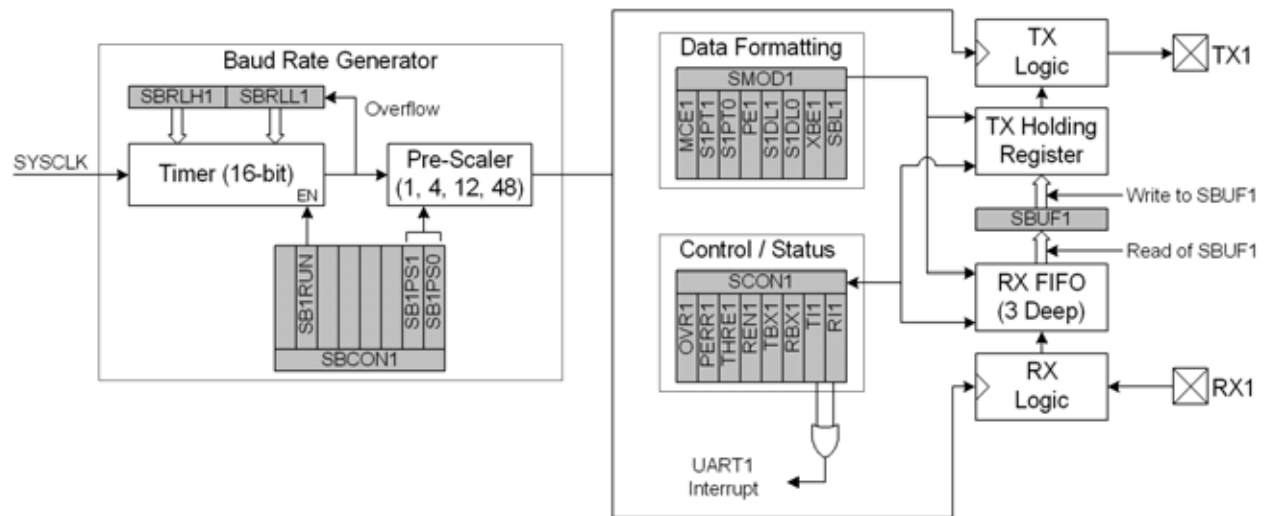 Baud Rate Generator
SBRLH1 SBRLL1
Overflow
SYSCLK
Timer (16-bit)
EN
Pre-Scaler
(1, 4, 12, 48)
SB1RUN
SB1PS1
SB1PS0
SBCON1
Data Formatting
SMOD1
MCE1
S1PT1
S1PT0
PE1
S1DL1
S1DL0
XBE1
SBL1
Control / Status
SCON1
OVR1
PERR1
THRE1
REN1
TBX1
RBX1
TI1
RI1
UART1
Interrupt
TX
Logic
TX1
TX Holding
Register
Write to SBUF1
SBUF1
Read of SBUF1
RX FIFO
(3 Deep)
RX
Logic
RX1